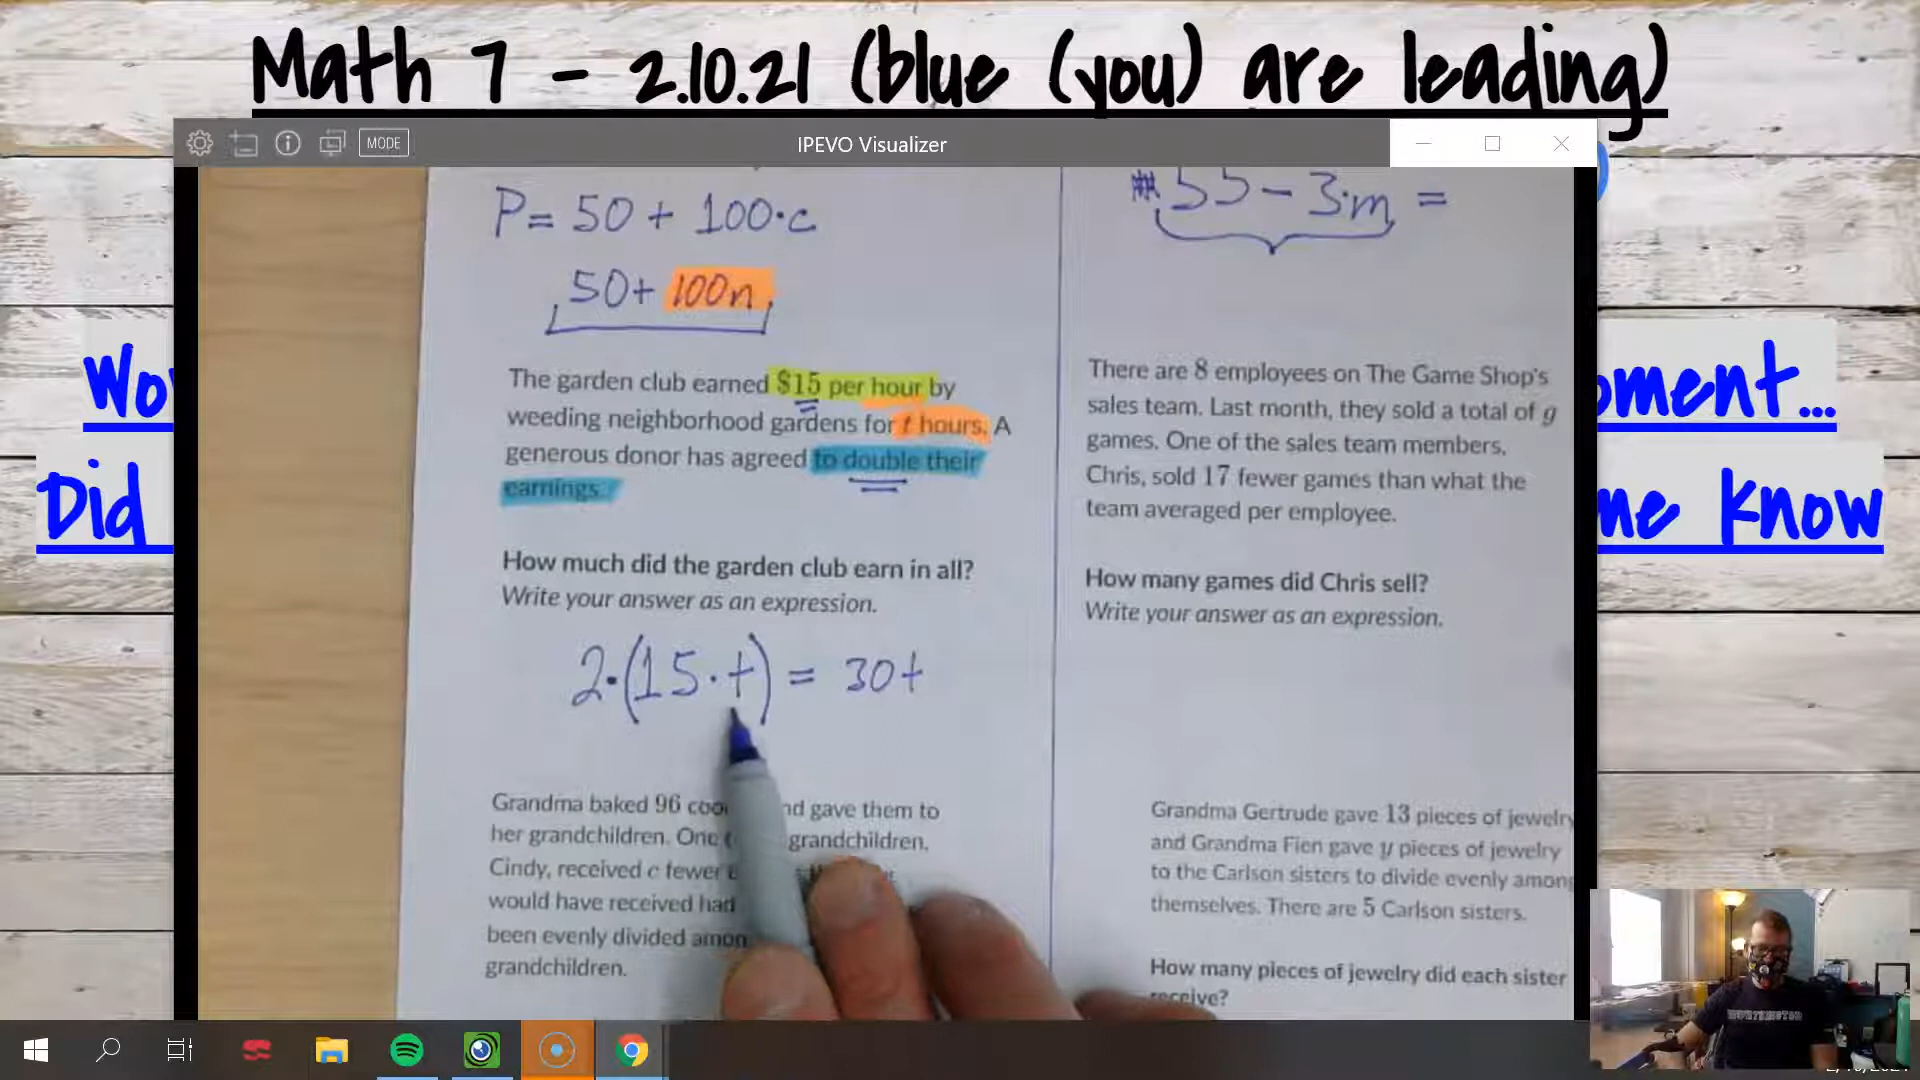 Math 7 - 2.10.21 (blue (you) are leading)
MODE
IPEVO Visualizer
P = 50 + 100·c
50 + 100n
55 - 3·m =
The garden club earned $15 per hour by
weeding neighborhood gardens for t hours. A
generous donor has agreed to double their
earnings.
How much did the garden club earn in all?
Write your answer as an expression.
2·(15·t) = 30t
There are 8 employees on The Game Shop's
sales team. Last month, they sold a total of g
games. One of the sales team members,
Chris, sold 17 fewer games than what the
team averaged per employee.
How many games did Chris sell?
Write your answer as an expression.
Grandma baked 96 and gave them to
her grandchildren. One grandchildren,
Cindy, received c fewer
would have received had
been evenly divided among
grandchildren.
Grandma Gertrude gave 13 pieces of jewelry
and Grandma Fien gave y pieces of jewelry
to the Carlson sisters to divide evenly among
themselves. There are 5 Carlson sisters.
How many pieces of jewelry did each sister
receive?
Did
me know